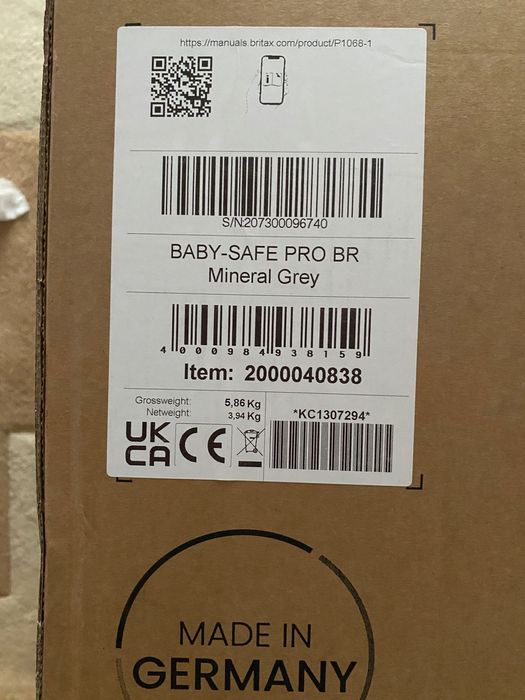 https://manuals.britax.com/product/P1068-1
S/N:207300096740
BABY-SAFE PRO BR
Mineral Grey
4 000984 938159
Item: 2000040838
Grossweight: 5,86 Kg
Netweight: 3,94 Kg
*KC1307294*
UK
CA CE
MADE IN
GERMANY